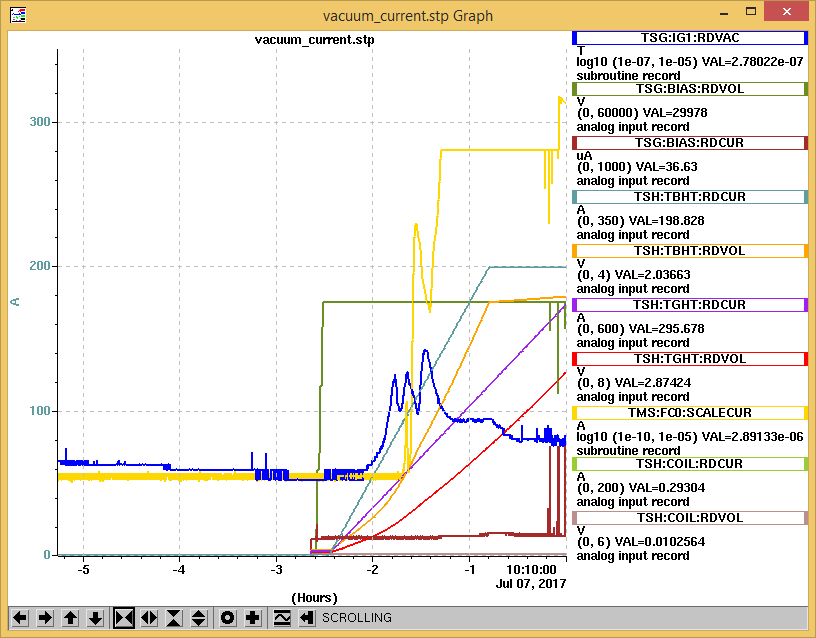 vacuum_current.stp Graph
vacuum_current.stp
300
200
100
0
A
-5
-4
-3
-2
-1
10:10:00
Jul 07, 2017
(Hours)
TSG:IG1:RDVAC
T
log10 (1e-07, 1e-05) VAL=2.78022e-07
subroutine record
TSG:BIAS:RDVOL
V
(0, 60000) VAL=29978
analog input record
TSG:BIAS:RDCUR
uA
(0, 1000) VAL=36.63
analog input record
TSH:TBHT:RDCUR
A
(0, 350) VAL=198.828
analog input record
TSH:TBHT:RDVOL
V
(0, 4) VAL=2.03663
analog input record
TSH:TGHT:RDCUR
A
(0, 600) VAL=295.678
analog input record
TSH:TGHT:RDVOL
V
(0, 8) VAL=2.87424
analog input record
TMS:FC0:SCALECUR
A
log10 (1e-10, 1e-05) VAL=2.89133e-06
subroutine record
TSH:COIL:RDCUR
A
(0, 200) VAL=0.29304
analog input record
TSH:COIL:RDVOL
V
(0, 6) VAL=0.0102564
analog input record
SCROLLING